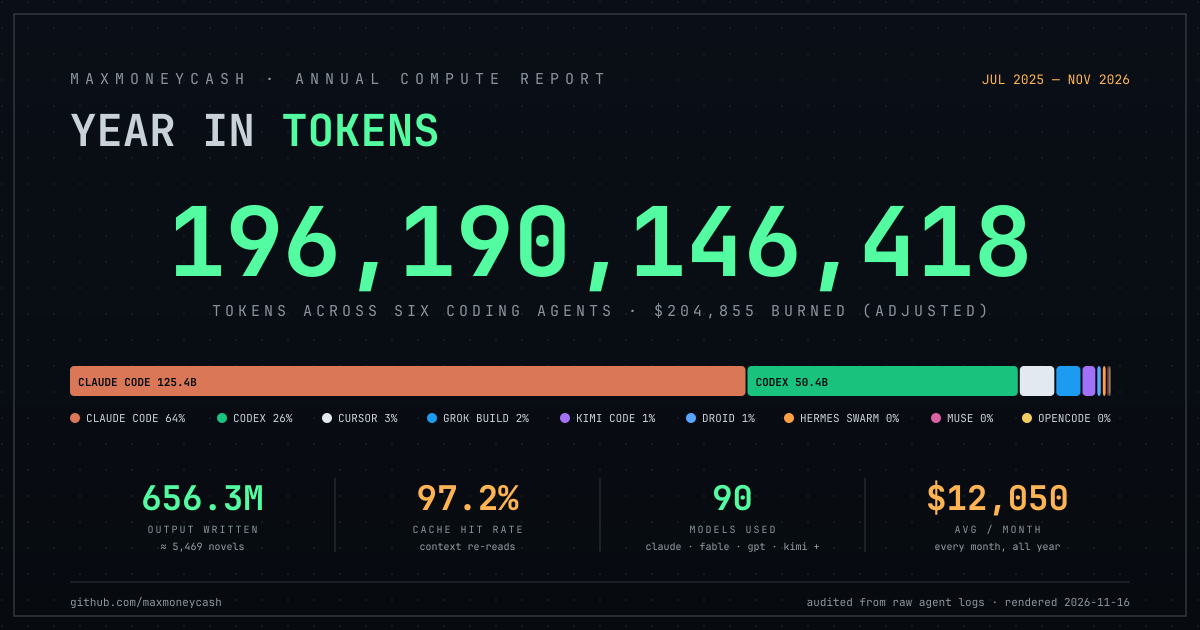 MAXMONEYCASH · ANNUAL COMPUTE REPORT
JUL 2025 — NOV 2026
YEAR IN TOKENS
196,190,146,418
TOKENS ACROSS SIX CODING AGENTS · $204,855 BURNED (ADJUSTED)
CLAUDE CODE 125.4B
CODEX 50.4B
CLAUDE CODE 64%
CODEX 26%
CURSOR 3%
GROK BUILD 2%
KIMI CODE 1%
DROID 1%
HERMES SWARM 0%
MUSE 0%
OPENCODE 0%
656.3M
OUTPUT WRITTEN
≈ 5,469 novels
97.2%
CACHE HIT RATE
context re-reads
90
MODELS USED
claude · fable · gpt · kimi +
$12,050
AVG / MONTH
every month, all year
github.com/maxmoneycash
audited from raw agent logs · rendered 2026-11-16